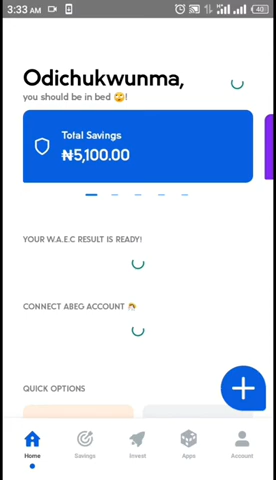 3:33 AM
40
Odichukwunma,
you should be in bed 🙄!
Total Savings
₦5,100.00
YOUR W.A.E.C RESULT IS READY!
CONNECT ABEG ACCOUNT
QUICK OPTIONS
Home Savings Invest Apps Account